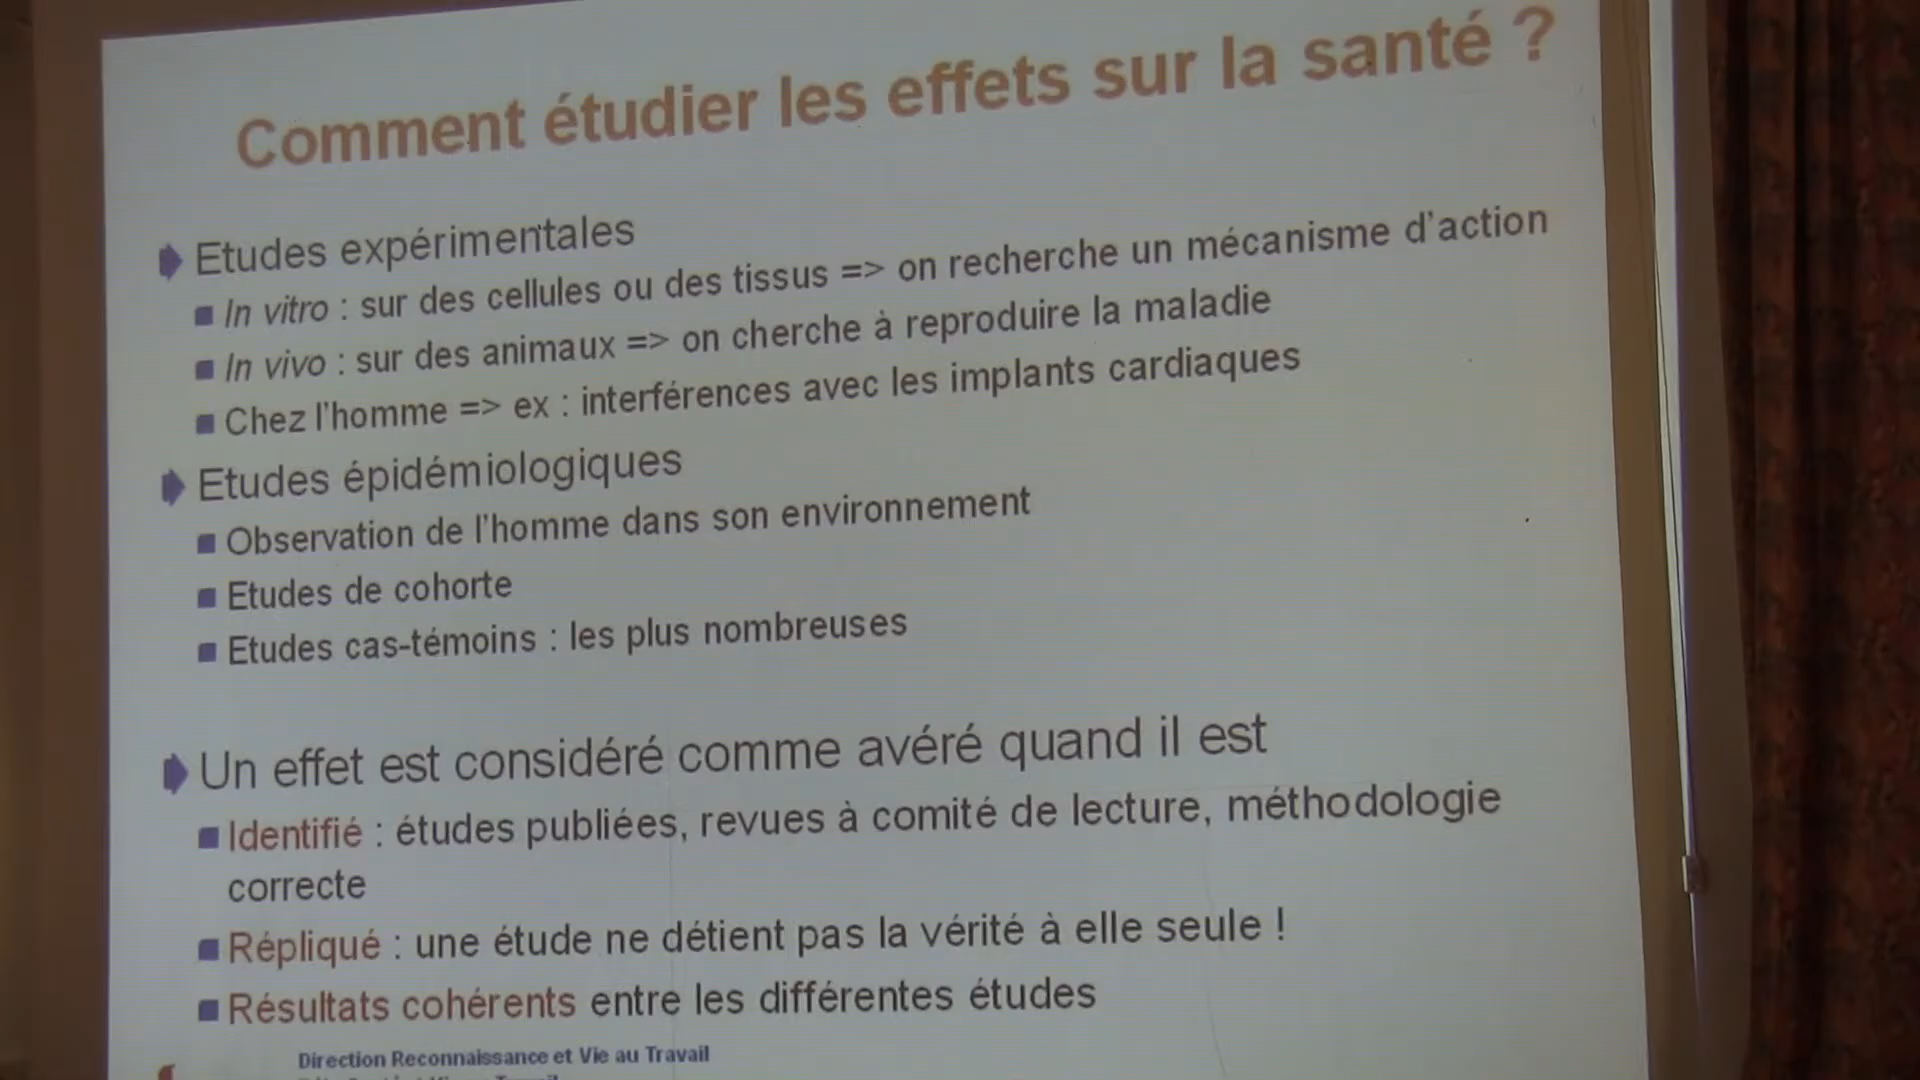 Comment étudier les effets sur la santé ?
Etudes expérimentales
In vitro : sur des cellules ou des tissus => on recherche un mécanisme d'action
In vivo : sur des animaux => on cherche à reproduire la maladie
Chez l'homme => ex : interférences avec les implants cardiaques
Etudes épidémiologiques
Observation de l'homme dans son environnement
Etudes de cohorte
Etudes cas-témoins : les plus nombreuses
Un effet est considéré comme avéré quand il est
Identifié : études publiées, revues à comité de lecture, méthodologie
correcte
Répliqué : une étude ne détient pas la vérité à elle seule !
Résultats cohérents entre les différentes études
Direction Reconnaissance et Vie au Travail